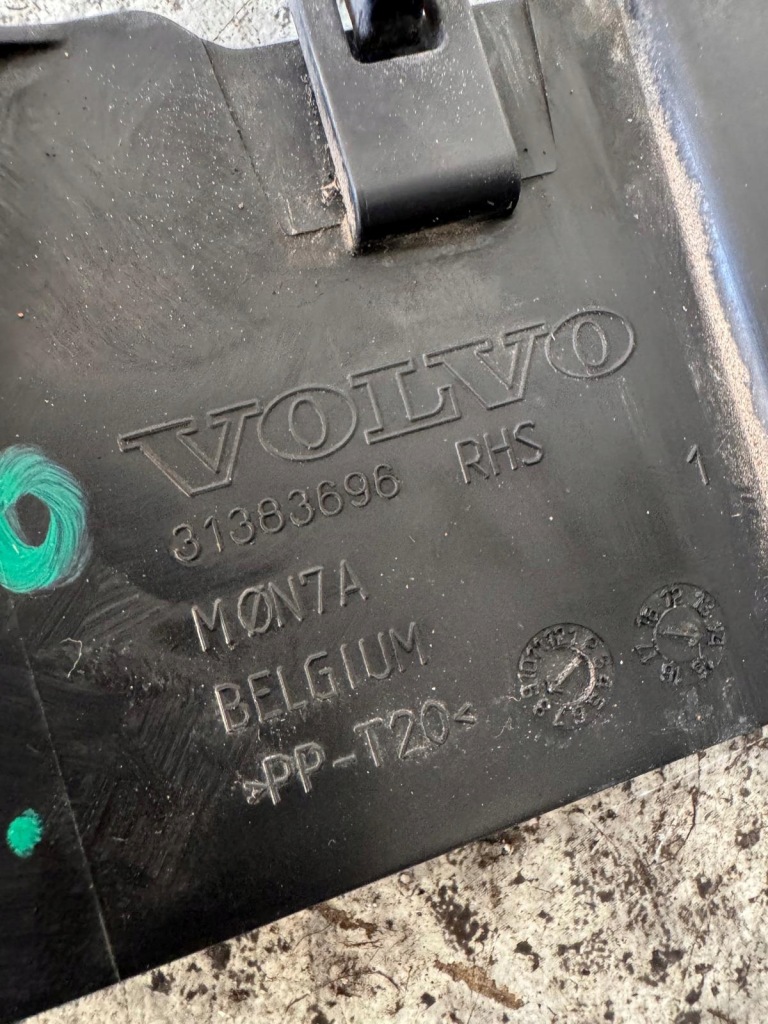 VOLVO
31383696 RHS 1
MØN7A
BELGIUM
>PP-T20<